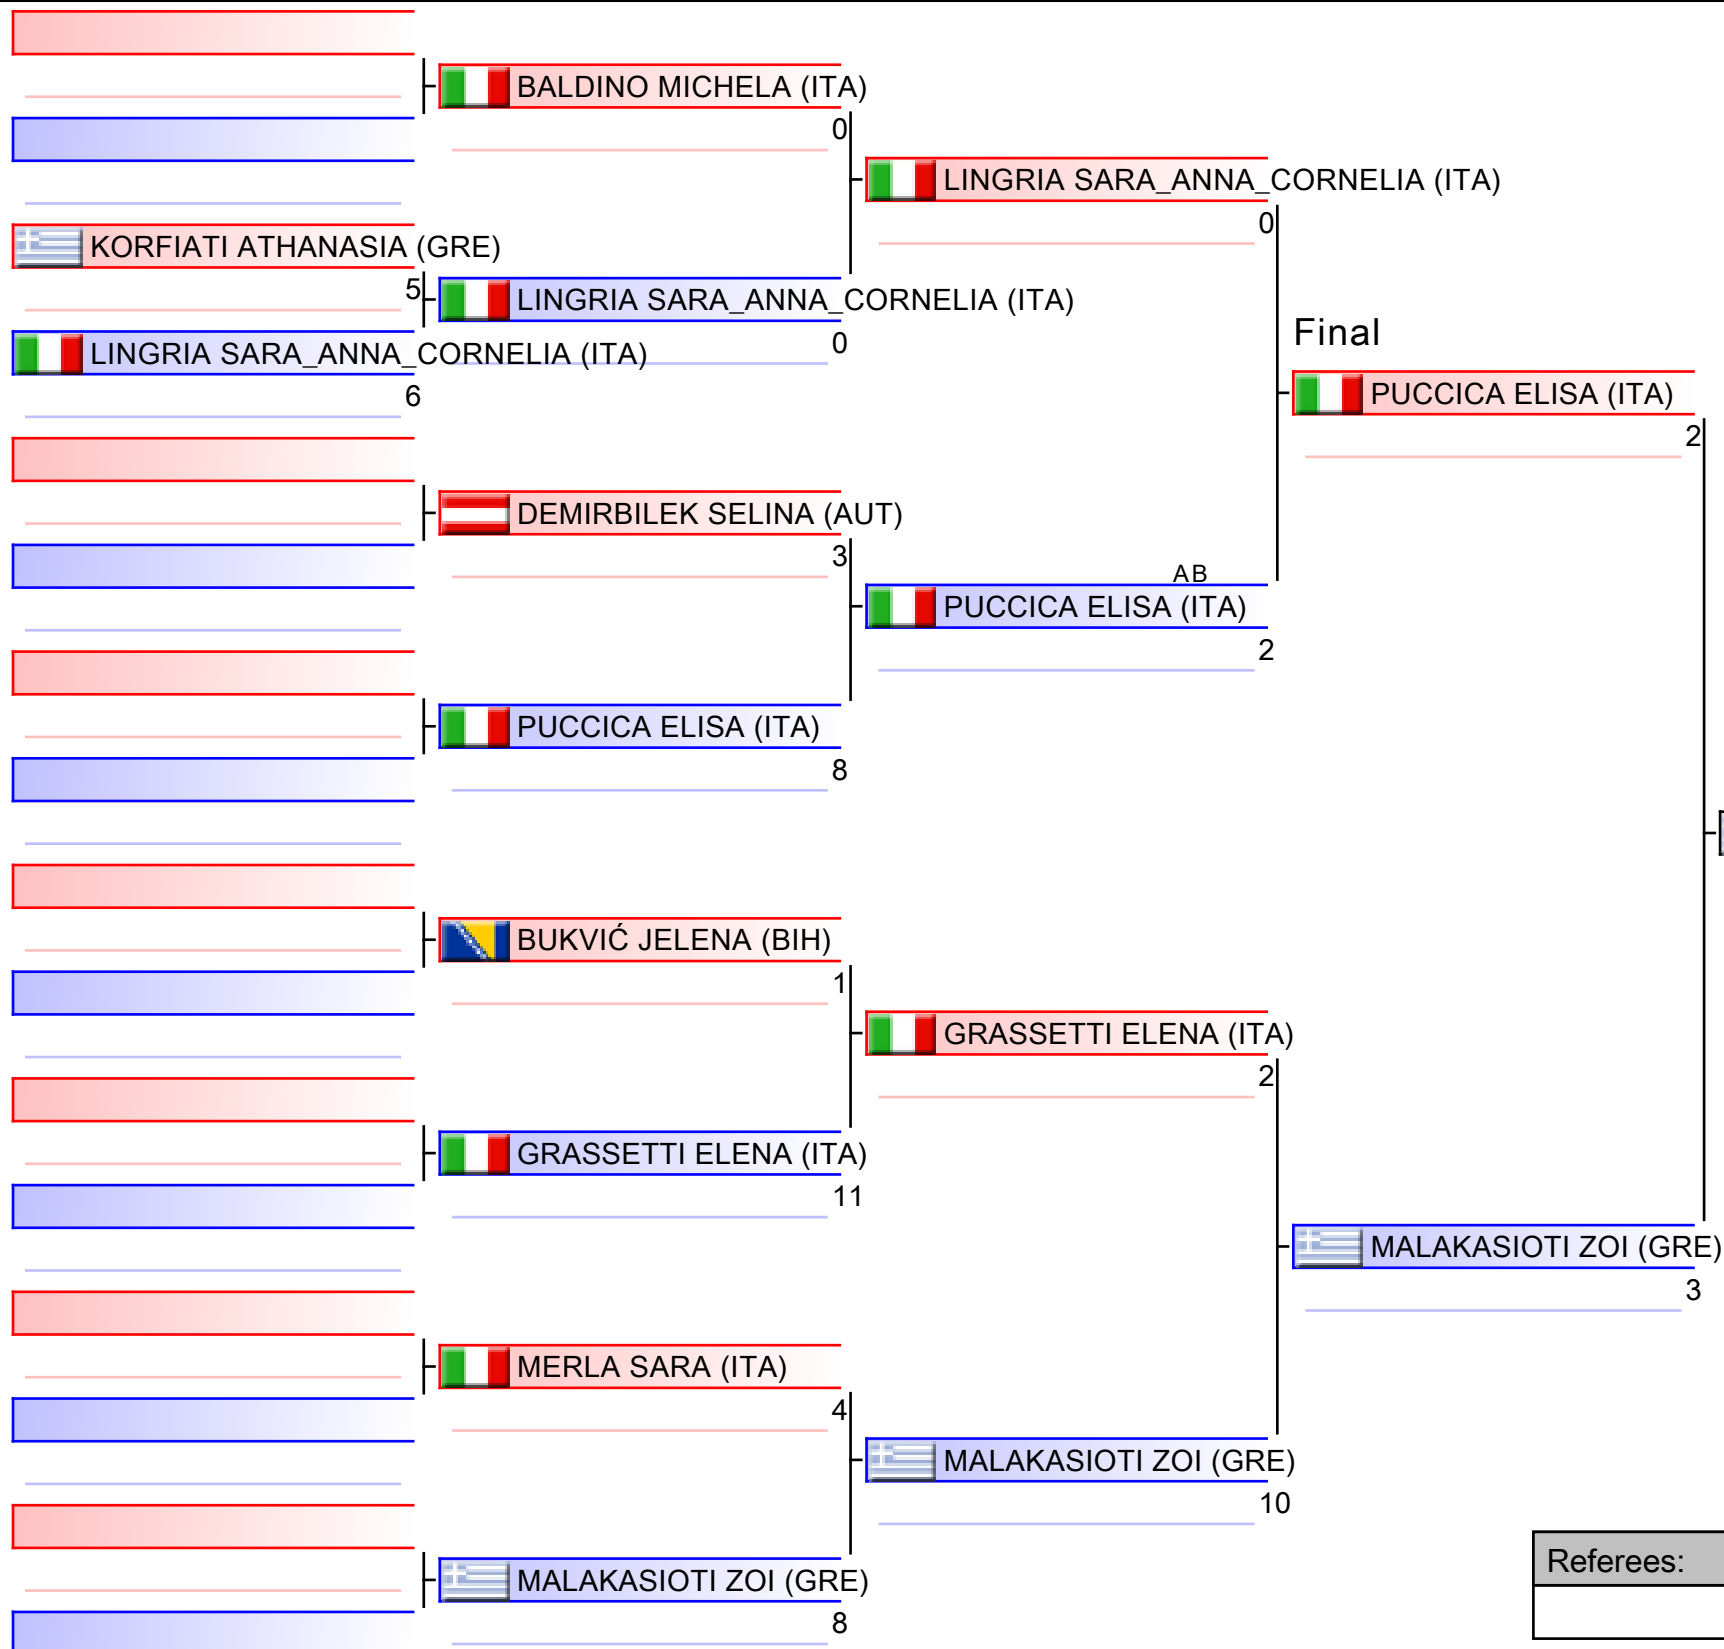 BALDINO MICHELA (ITA)
0
LINGRIA SARA_ANNA_CORNELIA (ITA)
0
KORFIATI ATHANASIA (GRE)
5
LINGRIA SARA_ANNA_CORNELIA (ITA)
0
LINGRIA SARA_ANNA_CORNELIA (ITA)
6
Final
PUCCICA ELISA (ITA)
2
DEMIRBILEK SELINA (AUT)
3
AB
PUCCICA ELISA (ITA)
2
PUCCICA ELISA (ITA)
8
BUKVIĆ JELENA (BIH)
1
GRASSETTI ELENA (ITA)
2
GRASSETTI ELENA (ITA)
11
MALAKASIOTI ZOI (GRE)
3
MERLA SARA (ITA)
4
MALAKASIOTI ZOI (GRE)
10
MALAKASIOTI ZOI (GRE)
8
Referees: